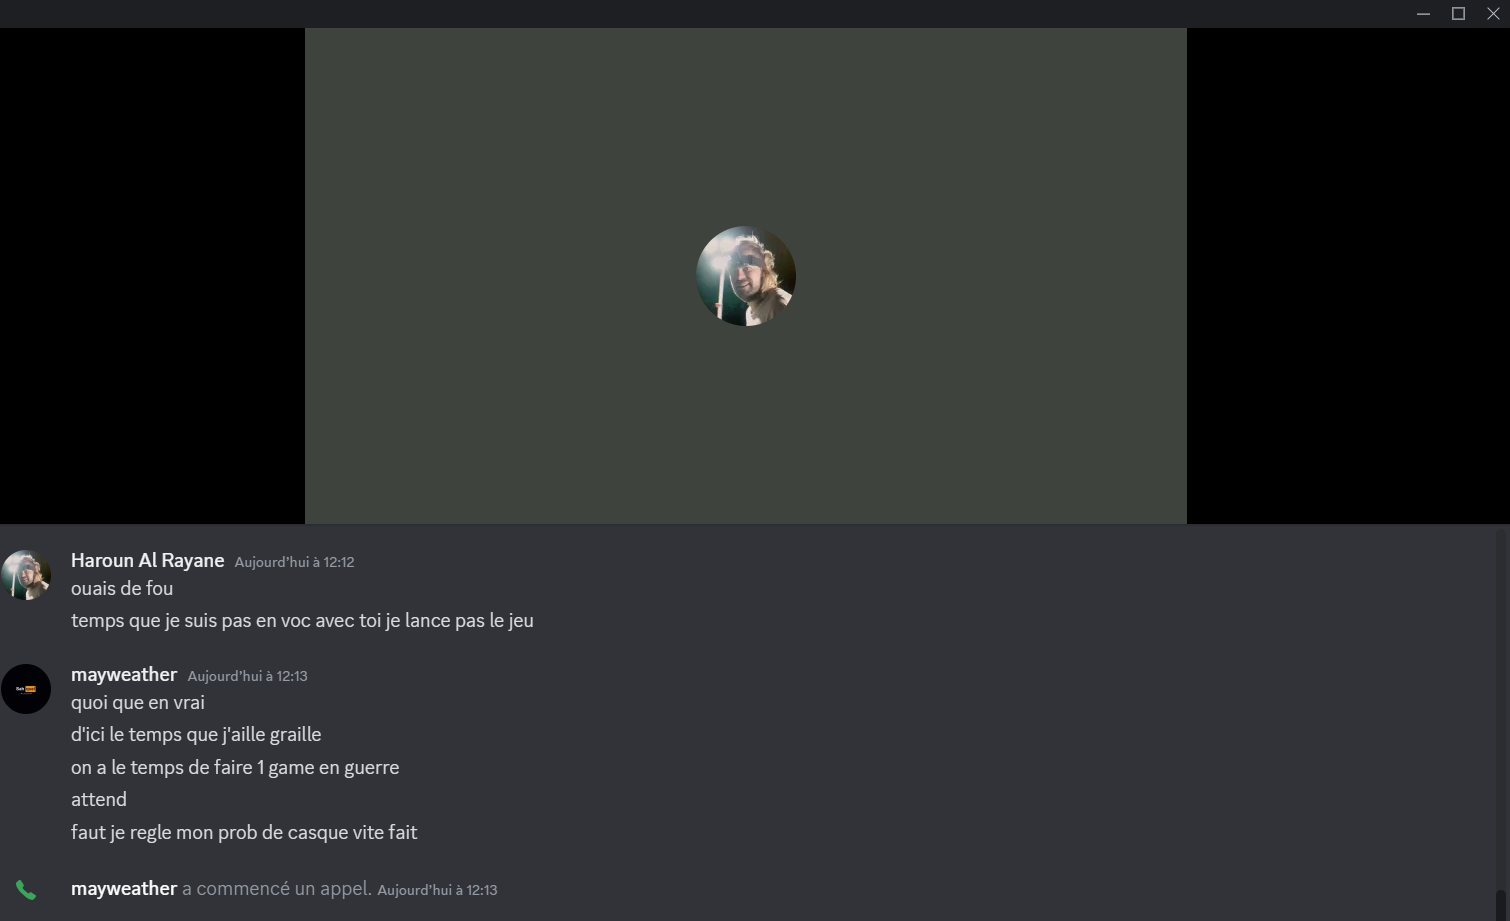 Haroun Al Rayane Aujourd'hui à 12:12
ouais de fou
temps que je suis pas en voc avec toi je lance pas le jeu
mayweather Aujourd'hui à 12:13
quoi que en vrai
d'ici le temps que j'aille graille
on a le temps de faire 1 game en guerre
attend
faut je regle mon prob de casque vite fait
mayweather a commencé un appel. Aujourd'hui à 12:13